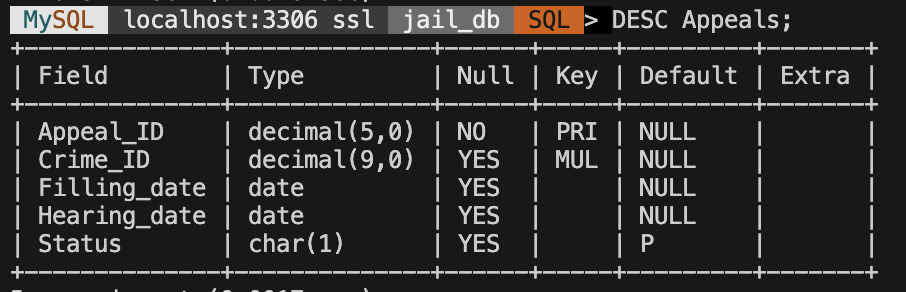 MySQL localhost:3306 ssl jail_db SQL > DESC Appeals;
+--------------+--------------+------+-----+---------+-------+
| Field        | Type         | Null | Key | Default | Extra |
+--------------+--------------+------+-----+---------+-------+
| Appeal_ID    | decimal(5,0) | NO   | PRI | NULL    |       |
| Crime_ID     | decimal(9,0) | YES  | MUL | NULL    |       |
| Filling_date | date         | YES  |     | NULL    |       |
| Hearing_date | date         | YES  |     | NULL    |       |
| Status       | char(1)      | YES  |     | P       |       |
+--------------+--------------+------+-----+---------+-------+